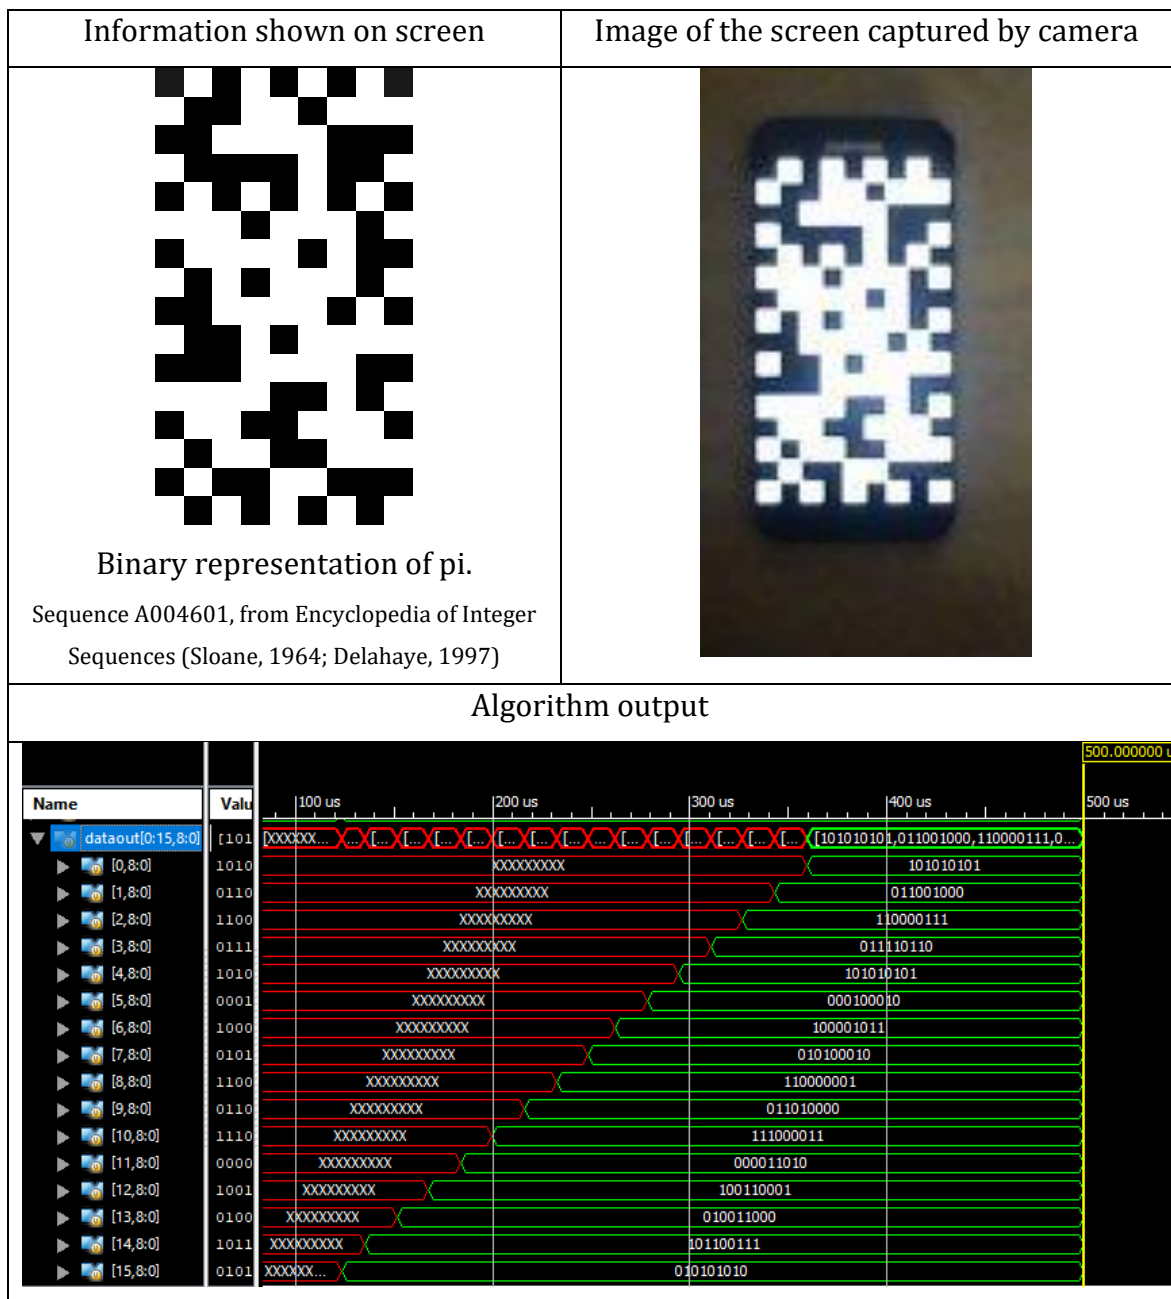 Information shown on screen
Image of the screen captured by camera
Binary representation of pi.
Sequence A004601, from Encyclopedia of Integer
Sequences (Sloane, 1964; Delahaye, 1997)
Algorithm output
500.000000 u
Name Valu 100 us 200 us 300 us 400 us 500 us
dataout[0:15,8:0] [101 [XXXXXX... ...) [... [... [... [... [... [... [... ...) [... [... [... [... [... [101010101,011001000,110000111,0...
[0,8:0] 1010 XXXXXXXXX 101010101
[1,8:0] 0110 XXXXXXXXX 011001000
[2,8:0] 1100 XXXXXXXXX 110000111
[3,8:0] 0111 XXXXXXXXX 011110110
[4,8:0] 1010 XXXXXXXXX 101010101
[5,8:0] 0001 XXXXXXXXX 000100010
[6,8:0] 1000 XXXXXXXXX 100001011
[7,8:0] 0101 XXXXXXXXX 010100010
[8,8:0] 1100 XXXXXXXXX 110000001
[9,8:0] 0110 XXXXXXXXX 011010000
[10,8:0] 1110 XXXXXXXXX 111000011
[11,8:0] 0000 XXXXXXXXX 000011010
[12,8:0] 1001 XXXXXXXXX 100110001
[13,8:0] 0100 XXXXXXXXX 010011000
[14,8:0] 1011 XXXXXXXXX 101100111
[15,8:0] 0101 XXXXXX... 010101010